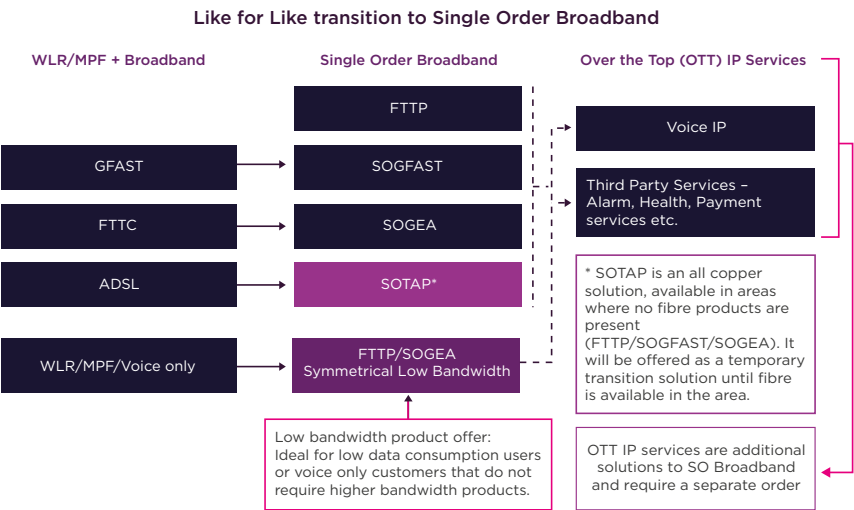 Like for Like transition to Single Order Broadband
WLR/MPF + Broadband
Single Order Broadband
Over the Top (OTT) IP Services
FTTP
Voice IP
GFAST
SOGFAST
Third Party Services –
Alarm, Health, Payment
services etc.
FTTC
SOGEA
ADSL
SOTAP*
* SOTAP is an all copper
solution, available in areas
where no fibre products are
present
(FTTP/SOGFAST/SOGEA). It
will be offered as a temporary
transition solution until fibre
is available in the area.
WLR/MPF/Voice only
FTTP/SOGEA
Symmetrical Low Bandwidth
Low bandwidth product offer:
Ideal for low data consumption users
or voice only customers that do not
require higher bandwidth products.
OTT IP services are additional
solutions to SO Broadband
and require a separate order